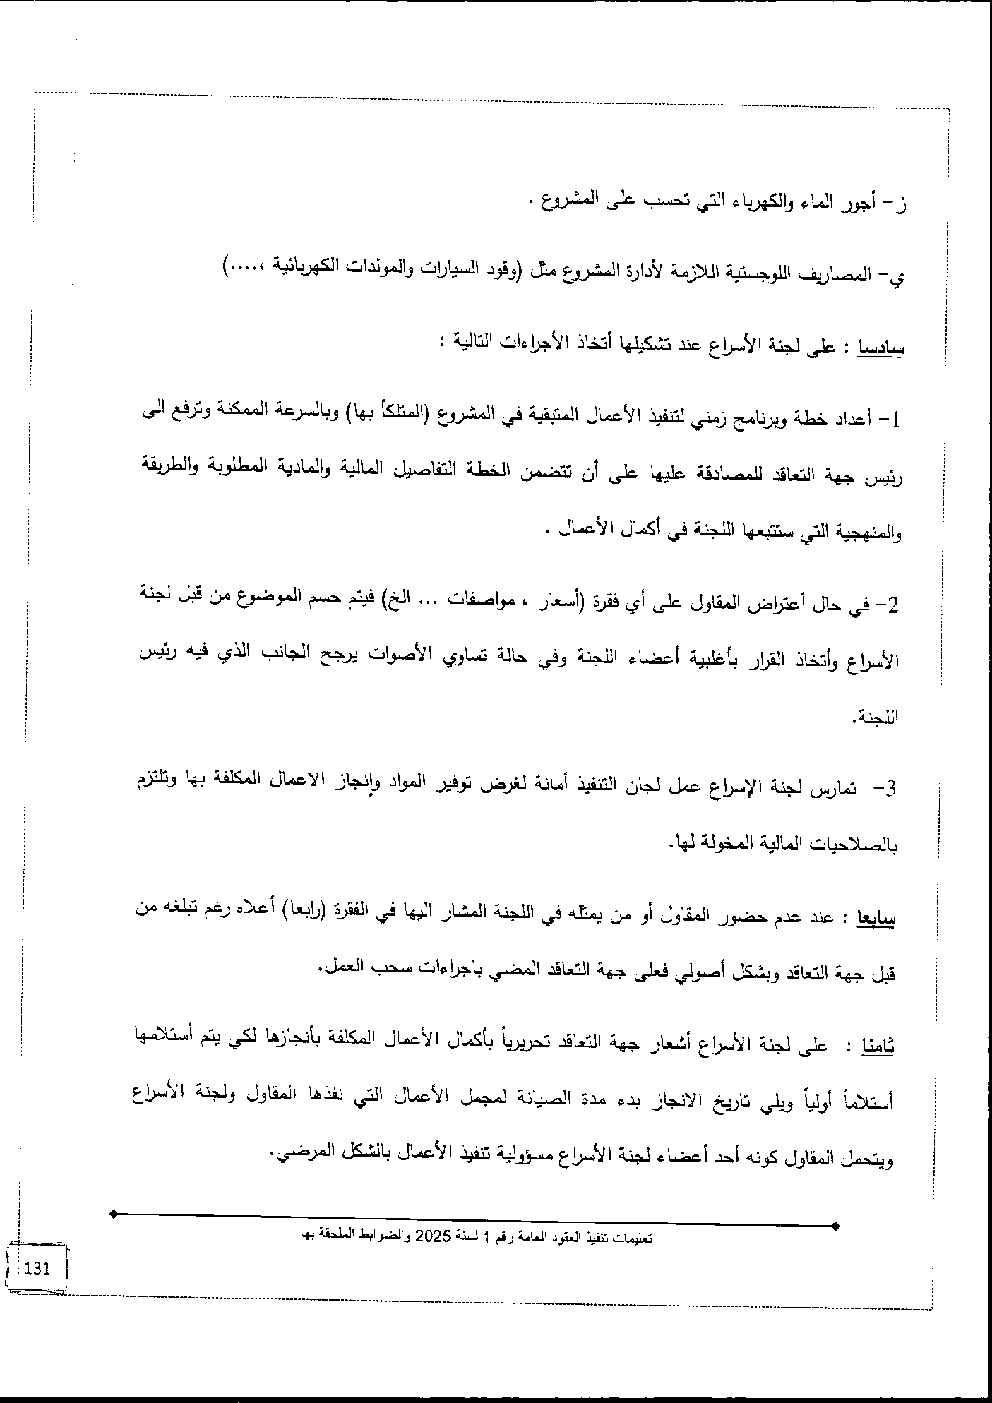 ز- أجور الماء والكهرباء التي تحسب على المشروع .
ي- المصاريف اللوجستية اللازمة لأدارة المشروع مثل (وقود السيارات والمولدات الكهربائية ،....)
سادسا : على لجنة الأسراع عند تشكيلها أتخاذ الأجراءات التالية :
1- أعداد خطة وبرنامج زمني لتنفيذ الأعمال المتبقية في المشروع (المتلكأ بها) وبالسرعة الممكنة وترفع الى
رئيس جهة التعاقد للمصادقة عليها على أن تتضمن الخطة التفاصيل المالية والمادية المطلوبة والطريقة
والمنهجية التي ستتبعها اللجنة في أكمال الأعمال .
2- في حال أعتراض المقاول على أي فقرة (أسعار ، مواصفات ... الخ) فيتم حسم الموضوع من قبل لجنة
الأسراع وأتخاذ القرار بأغلبية أعضاء اللجنة وفي حالة تساوي الأصوات يرجح الجانب الذي فيه رئيس
اللجنة.
3- تمارس لجنة الإسراع عمل لجان التنفيذ أمانة لغرض توفير المواد وإنجاز الاعمال المكلفة بها وتلتزم
بالصلاحيات المالية المخولة لها.
سابعا : عند عدم حضور المقاول أو من يمثله في اللجنة المشار اليها في الفقرة (رابعا) أعلاه رغم تبلغه من
قبل جهة التعاقد وبشكل أصولي فعلى جهة التعاقد المضي بأجراءات سحب العمل.
ثامنا : على لجنة الأسراع أشعار جهة التعاقد تحريرياً بأكمال الأعمال المكلفة بأنجازها لكي يتم أستلامها
أستلاماً أولياً ويلي تاريخ الانجاز بدء مدة الصيانة لمجمل الأعمال التي نفذها المقاول ولجنة الأسراع
ويتحمل المقاول كونه أحد أعضاء لجنة الأسراع مسؤولية تنفيذ الأعمال بالشكل المرضي.
تعليمات تنفيذ العقود العامة رقم 1 لسنة 2025 والضوابط الملحقة بها
131